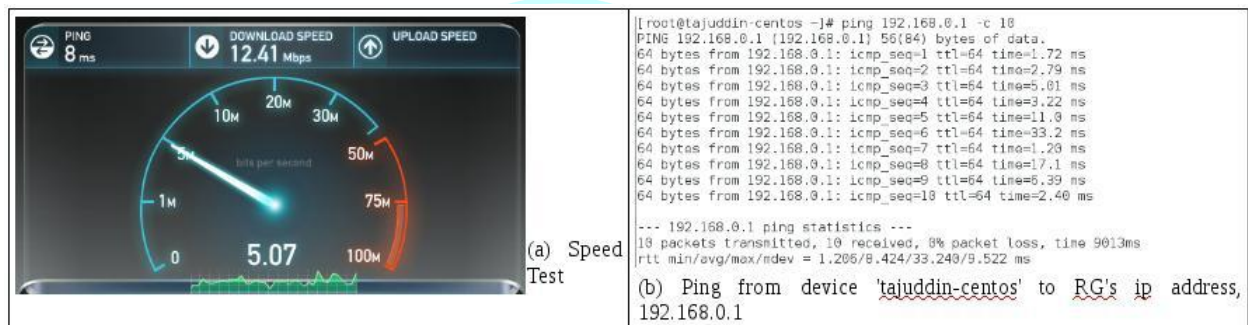 PING
8 ms
DOWNLOAD SPEED
12.41 Mbps
UPLOAD SPEED
0
1M
5M
10M
20M
30M
50M
75M
100M
bits per second
5.07
(a) Speed
Test
[root@tajuddin-centos ~]# ping 192.168.0.1 -c 10
PING 192.168.0.1 (192.168.0.1) 56(84) bytes of data.
64 bytes from 192.168.0.1: icmp_seq=1 ttl=64 time=1.72 ms
64 bytes from 192.168.0.1: icmp_seq=2 ttl=64 time=2.79 ms
64 bytes from 192.168.0.1: icmp_seq=3 ttl=64 time=5.01 ms
64 bytes from 192.168.0.1: icmp_seq=4 ttl=64 time=3.22 ms
64 bytes from 192.168.0.1: icmp_seq=5 ttl=64 time=11.0 ms
64 bytes from 192.168.0.1: icmp_seq=6 ttl=64 time=33.2 ms
64 bytes from 192.168.0.1: icmp_seq=7 ttl=64 time=1.20 ms
64 bytes from 192.168.0.1: icmp_seq=8 ttl=64 time=17.1 ms
64 bytes from 192.168.0.1: icmp_seq=9 ttl=64 time=6.39 ms
64 bytes from 192.168.0.1: icmp_seq=10 ttl=64 time=2.40 ms
--- 192.168.0.1 ping statistics ---
10 packets transmitted, 10 received, 0% packet loss, time 9013ms
rtt min/avg/max/mdev = 1.206/8.424/33.240/9.522 ms
(b) Ping from device 'tajuddin-centos' to RG's ip address,
192.168.0.1